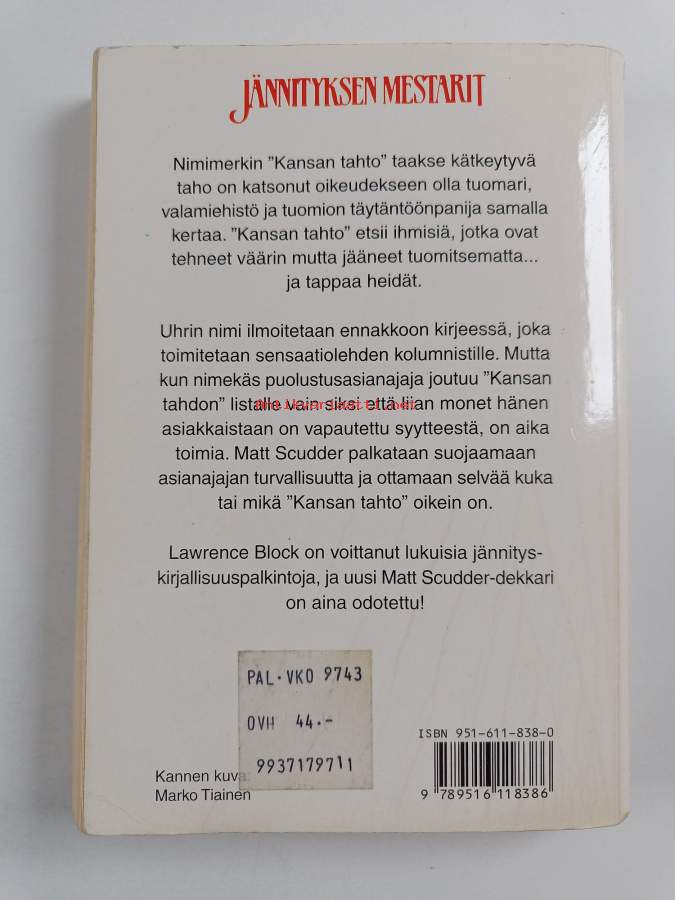 JÄNNITYKSEN MESTARIT
Nimimerkin ”Kansan tahto” taakse kätkeytyvä
taho on katsonut oikeudekseen olla tuomari,
valamiehistö ja tuomion täytäntöönpanija samalla
kertaa. ”Kansan tahto” etsii ihmisiä, jotka ovat
tehneet väärin mutta jääneet tuomitsematta...
ja tappaa heidät.
Uhrin nimi ilmoitetaan ennakkoon kirjeessä, joka
toimitetaan sensaatiolehden kolumnistille. Mutta
kun nimekäs puolustusasianajaja joutuu ”Kansan
tahdon” listalle vain siksi että liian monet hänen
Antikvariaatti.net
asiakkaistaan on vapautettu syytteestä, on aika
toimia. Matt Scudder palkataan suojaamaan
asianajajan turvallisuutta ja ottamaan selvää kuka
tai mikä ”Kansan tahto” oikein on.
Lawrence Block on voittanut lukuisia jännitys-
kirjallisuuspalkintoja, ja uusi Matt Scudder-dekkari
on aina odotettu!
PAL·VKO 9743
OVH 44.-
9937179711
Kannen kuva:
Marko Tiainen
ISBN 951-611-838-0
9 789516 118386